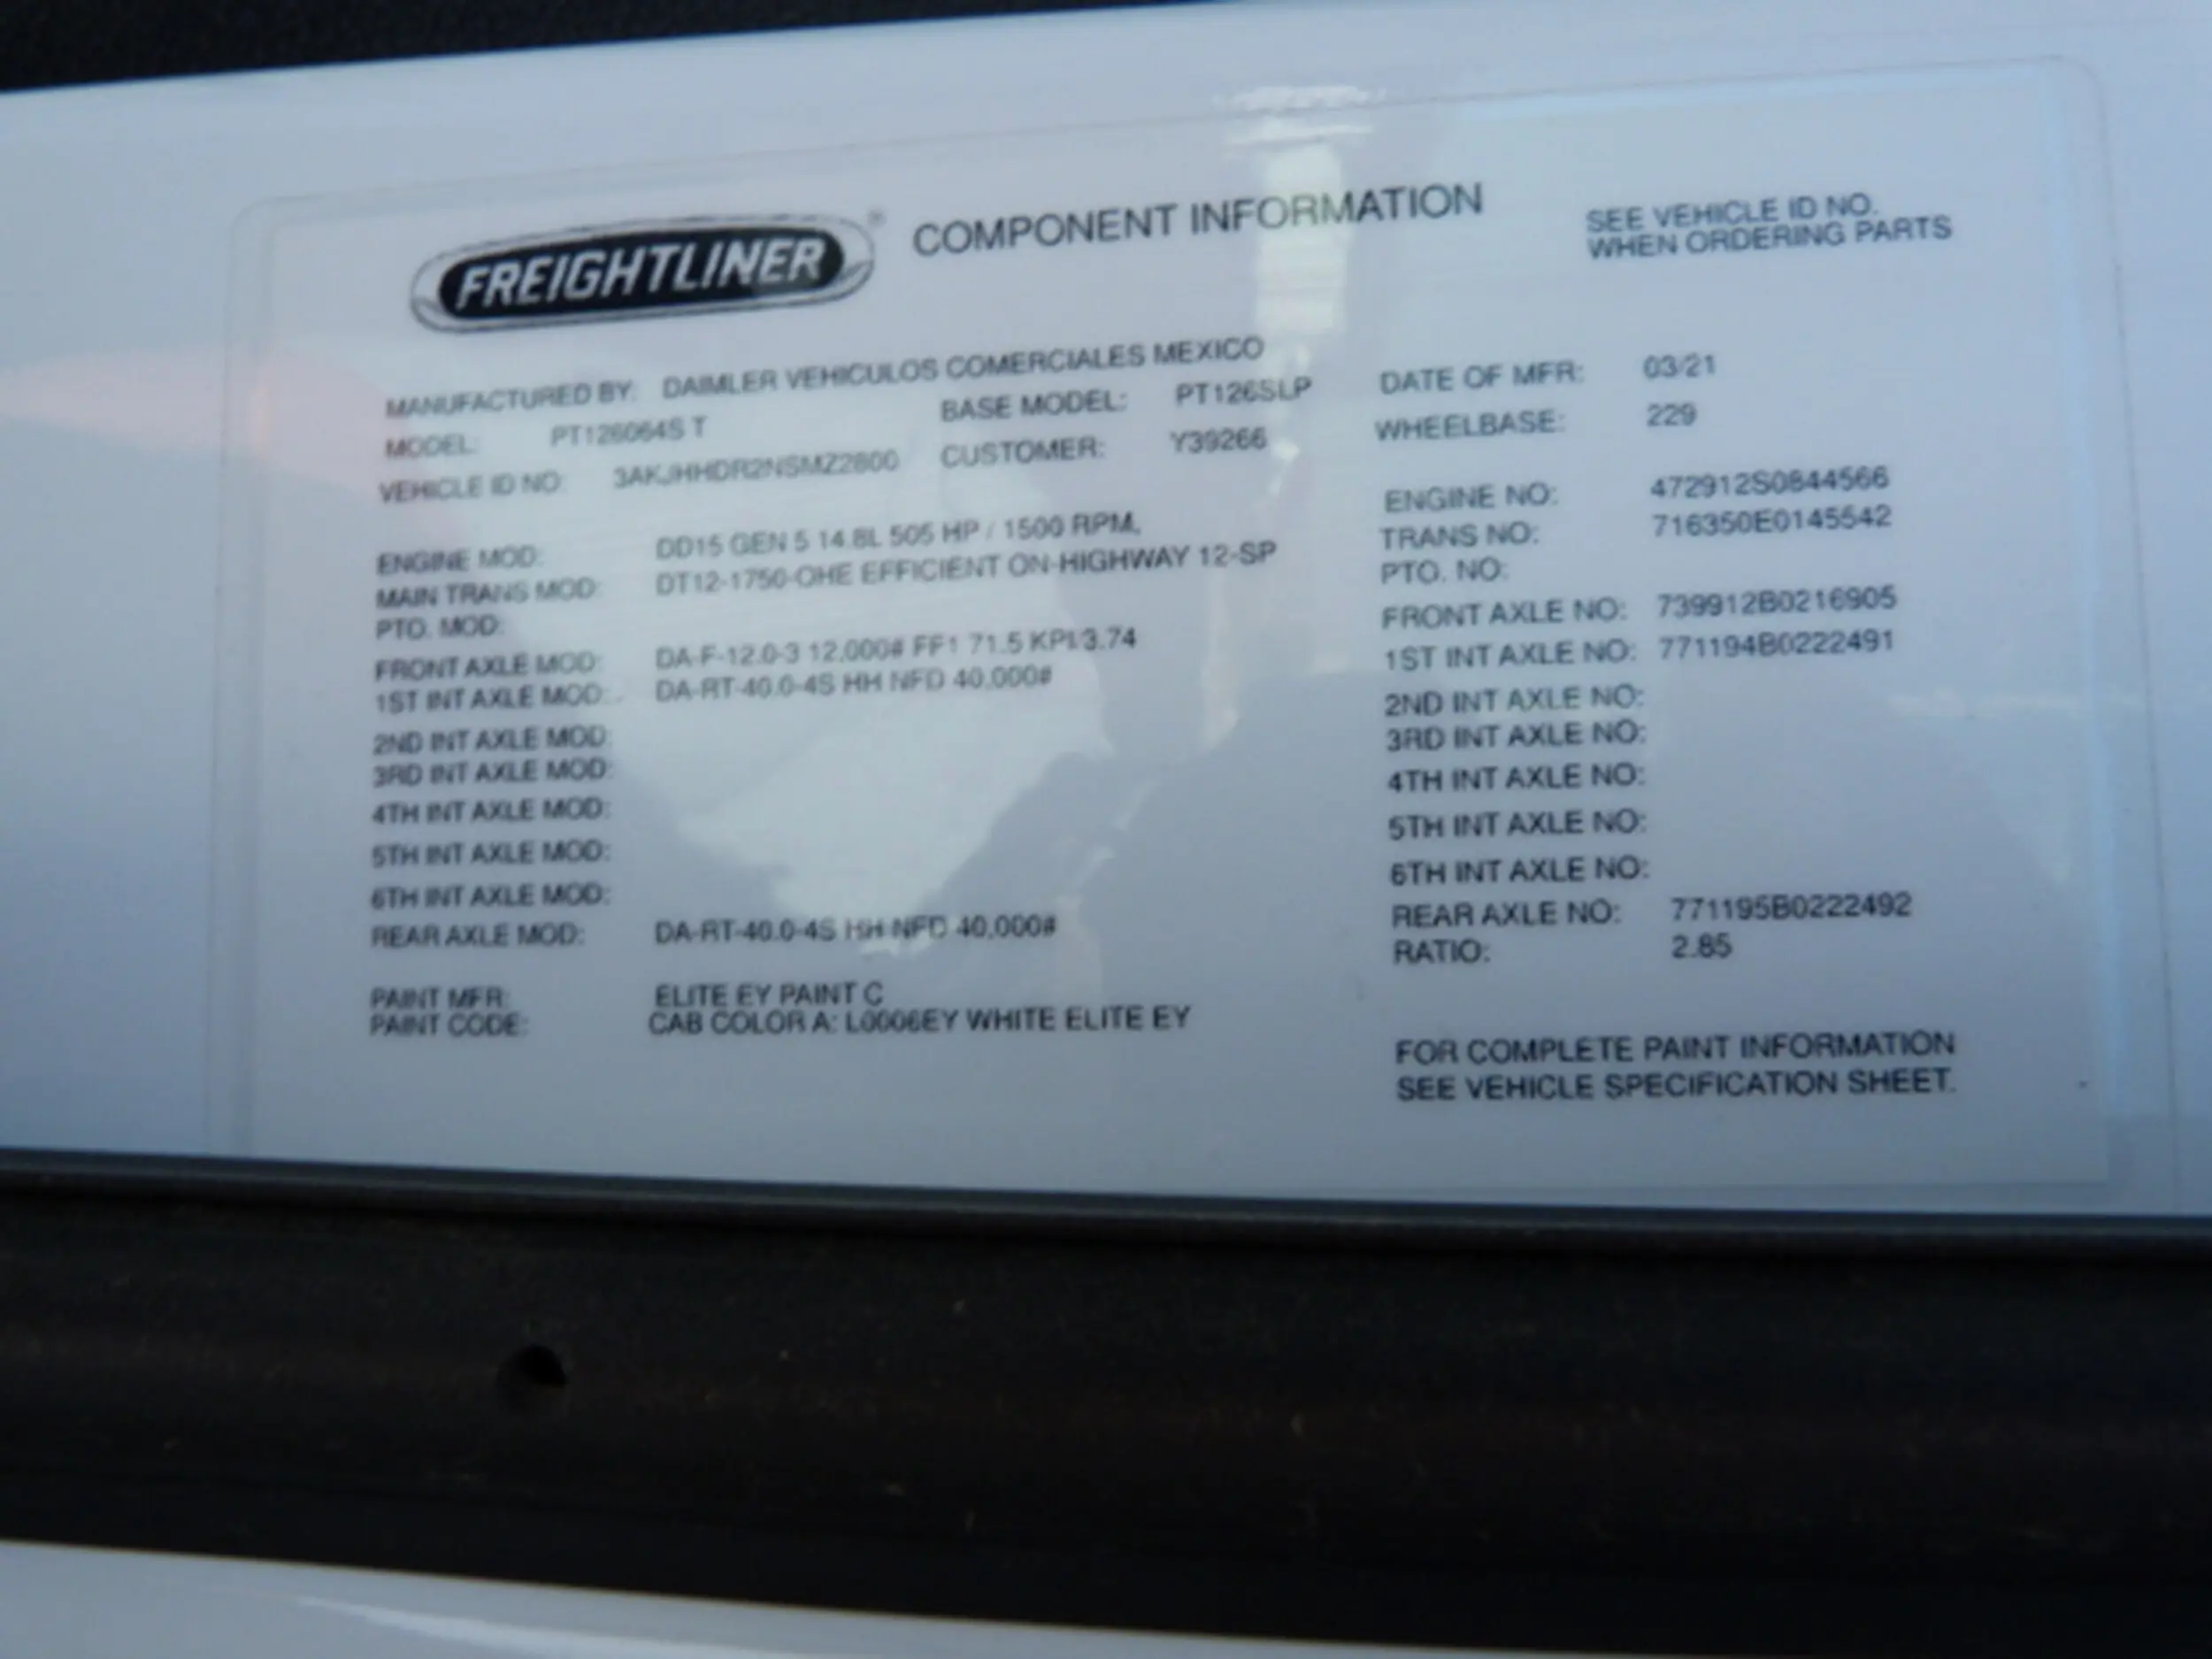 FREIGHTLINER®
COMPONENT INFORMATION
SEE VEHICLE ID NO.
WHEN ORDERING PARTS
MANUFACTURED BY: DAIMLER VEHICULOS COMERCIALES MEXICO
MODEL: PT126064S T
BASE MODEL: PT126SLP
VEHICLE ID NO: 3AKJHHDR2NSMZ2800
CUSTOMER: Y39266
ENGINE MOD: DD15 GEN 5 14.8L 505 HP / 1500 RPM,
MAIN TRANS MOD: DT12-1750-OHE EFFICIENT ON-HIGHWAY 12-SP
PTO. MOD:
FRONT AXLE MOD: DA-F-12.0-3 12,000# FF1 71.5 KPI/3.74
1ST INT AXLE MOD: DA-RT-40.0-4S HH NFD 40,000#
2ND INT AXLE MOD:
3RD INT AXLE MOD:
4TH INT AXLE MOD:
5TH INT AXLE MOD:
6TH INT AXLE MOD:
REAR AXLE MOD: DA-RT-40.0-4S HH NFD 40,000#
PAINT MFR: ELITE EY PAINT C
PAINT CODE: CAB COLOR A: L0006EY WHITE ELITE EY
DATE OF MFR: 03/21
WHEELBASE: 229
ENGINE NO: 472912S0844566
TRANS NO: 716350E0145542
PTO. NO:
FRONT AXLE NO: 739912B0216905
1ST INT AXLE NO: 771194B0222491
2ND INT AXLE NO:
3RD INT AXLE NO:
4TH INT AXLE NO:
5TH INT AXLE NO:
6TH INT AXLE NO:
REAR AXLE NO: 771195B0222492
RATIO: 2.85
FOR COMPLETE PAINT INFORMATION
SEE VEHICLE SPECIFICATION SHEET.